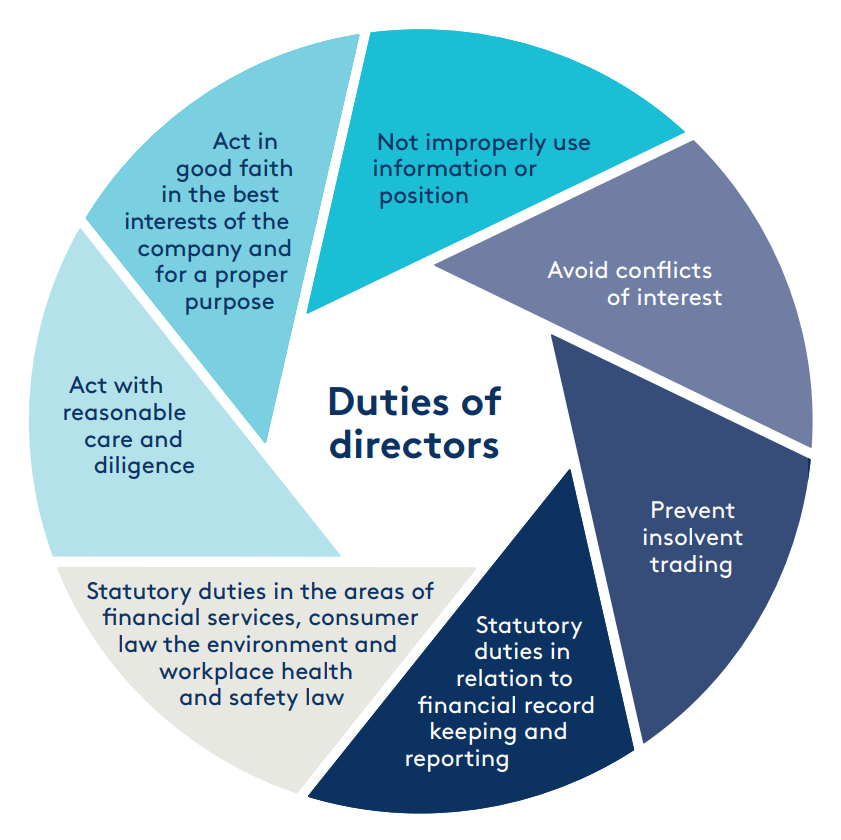 Duties of
directors
Not improperly use
information or
position
Avoid conflicts
of interest
Prevent
insolvent
trading
Statutory
duties in
relation to
financial record
keeping and
reporting
Statutory duties in the areas of
financial services, consumer
law the environment and
workplace health
and safety law
Act with
reasonable
care and
diligence
Act in
good faith
in the best
interests of the
company and
for a proper
purpose